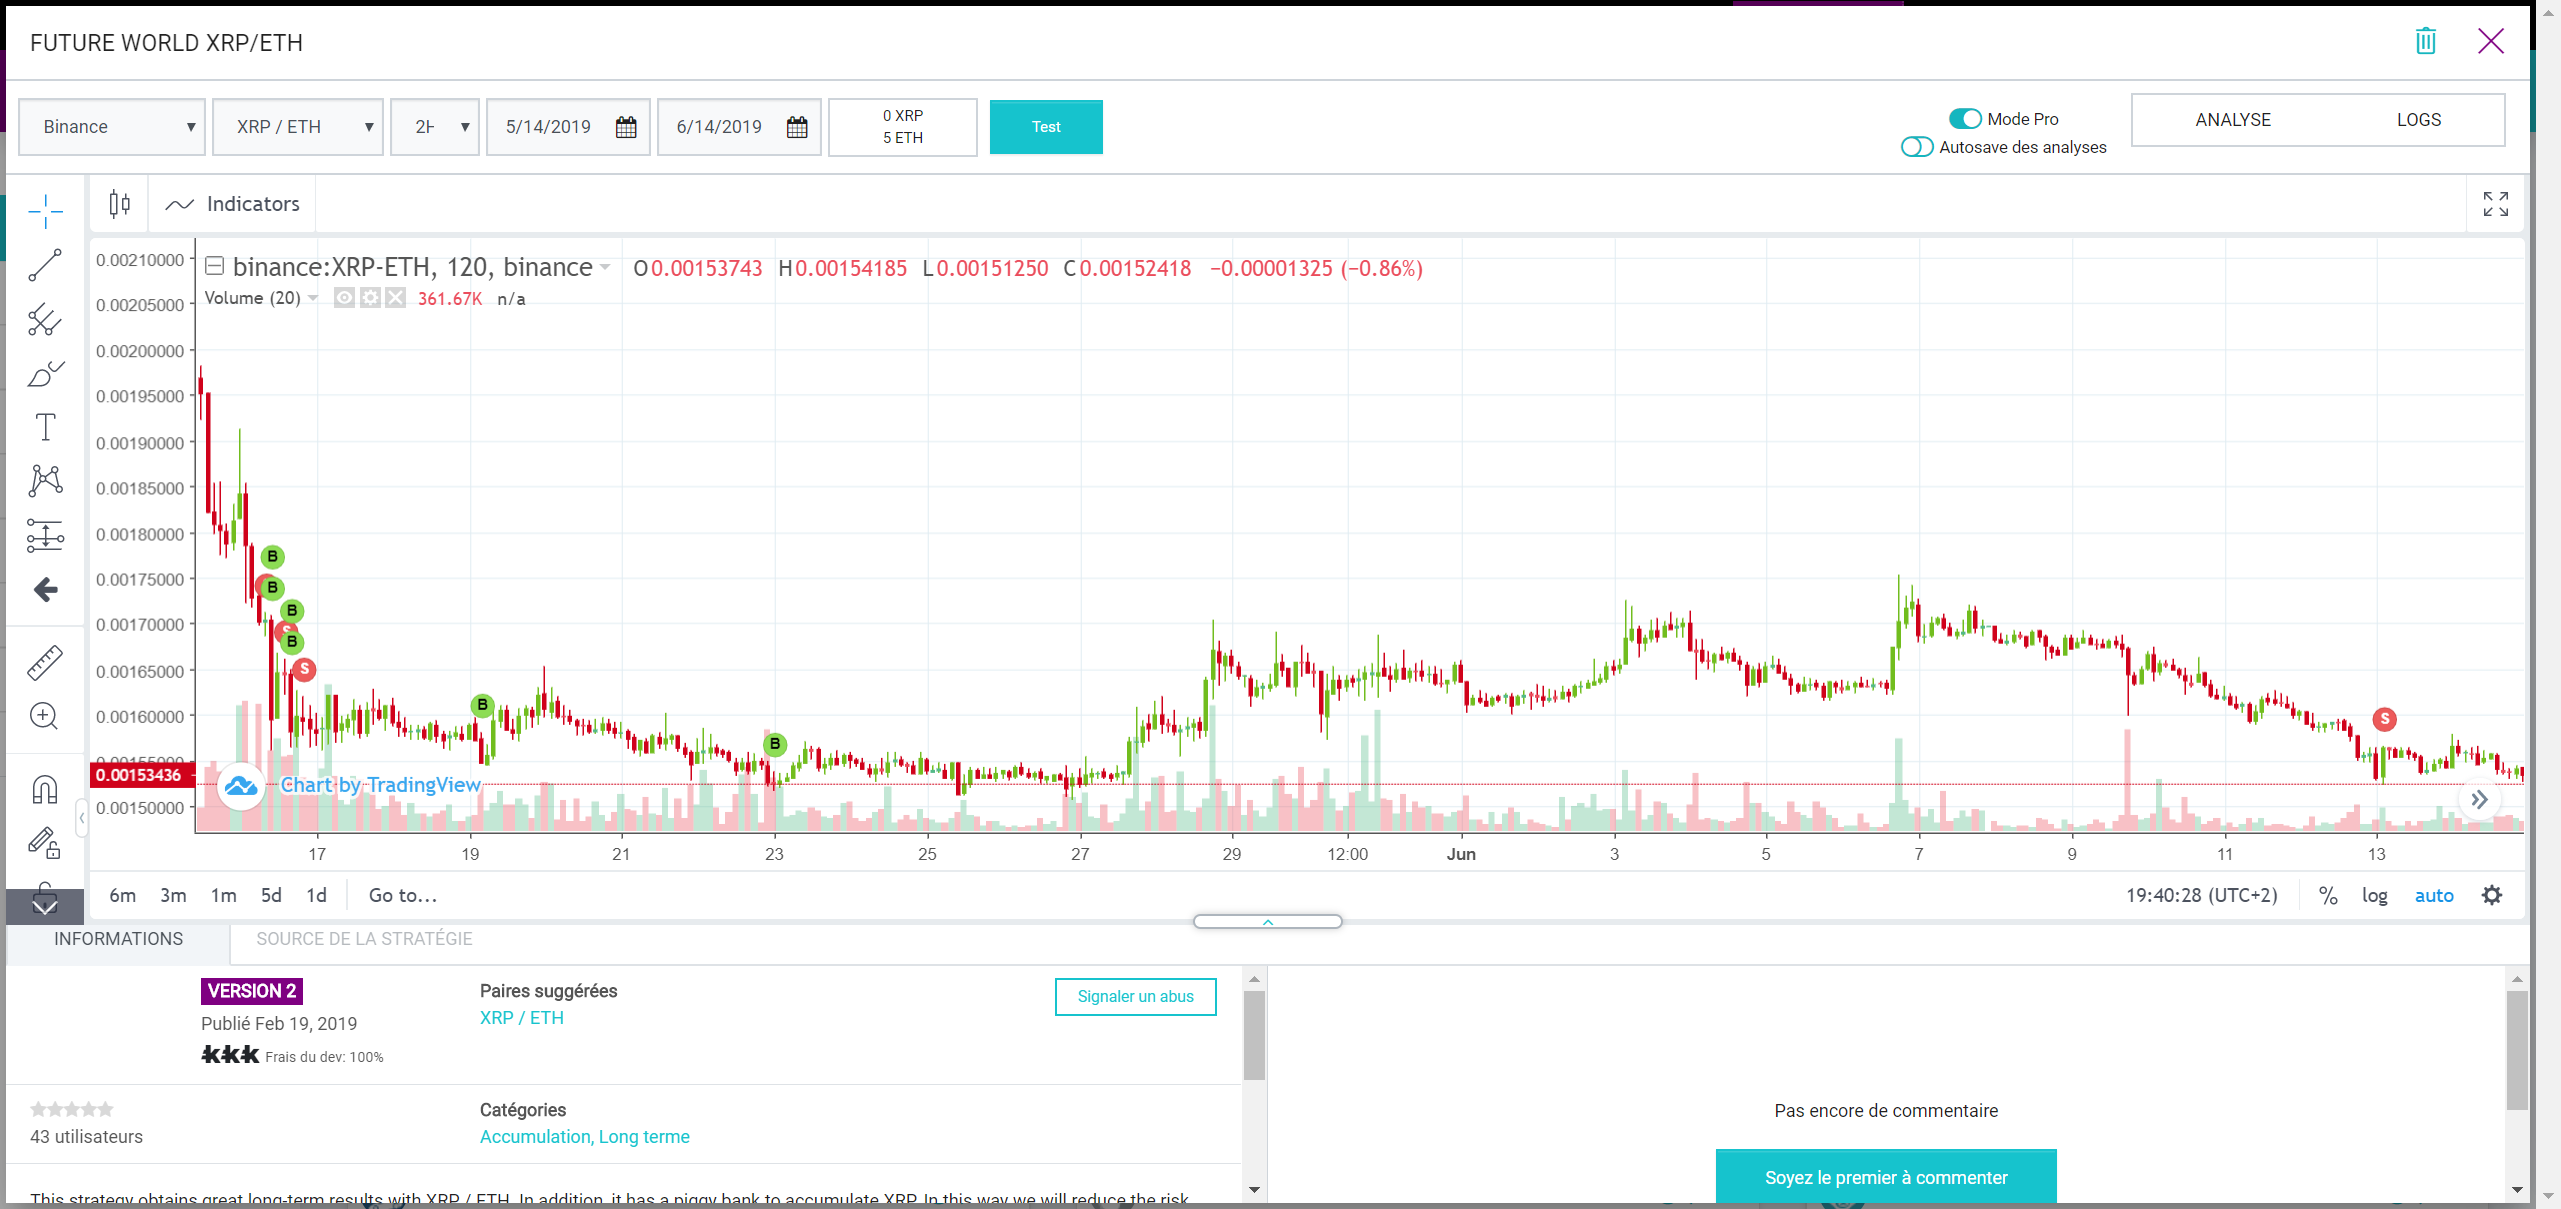 FUTURE WORLD XRP/ETH
Binance
XRP / ETH
5/14/2019
6/14/2019
0 XRP
5 ETH
Test
Mode Pro
Autosave des analyses
ANALYSE
LOGS
Indicators
binance:XRP-ETH, 120, binance O0.00153743 H0.00154185 L0.00151250 C0.00152418 −0.00001325 (−0.86%)
Volume (20) 361.67K n/a
0.00210000
0.00205000
0.00200000
0.00195000
0.00190000
0.00185000
0.00180000
0.00175000
0.00170000
0.00165000
0.00160000
0.00153436
0.00150000
B
B
B
S
B
S
B
B
S
Chart by TradingView
17 19 21 23 25 27 29 12:00 Jun 3 5 7 9 11 13
6m 3m 1m 5d 1d Go to...
19:40:28 (UTC+2) % log auto
INFORMATIONS
SOURCE DE LA STRATÉGIE
VERSION 2
Publié Feb 19, 2019
Frais du dev: 100%
Paires suggérées
XRP / ETH
Signaler un abus
43 utilisateurs
Catégories
Accumulation, Long terme
This strategy obtains great long-term results with XRP / ETH. In addition, it has a piggy bank to accumulate XRP. In this way we will reduce the risk
Pas encore de commentaire
Soyez le premier à commenter